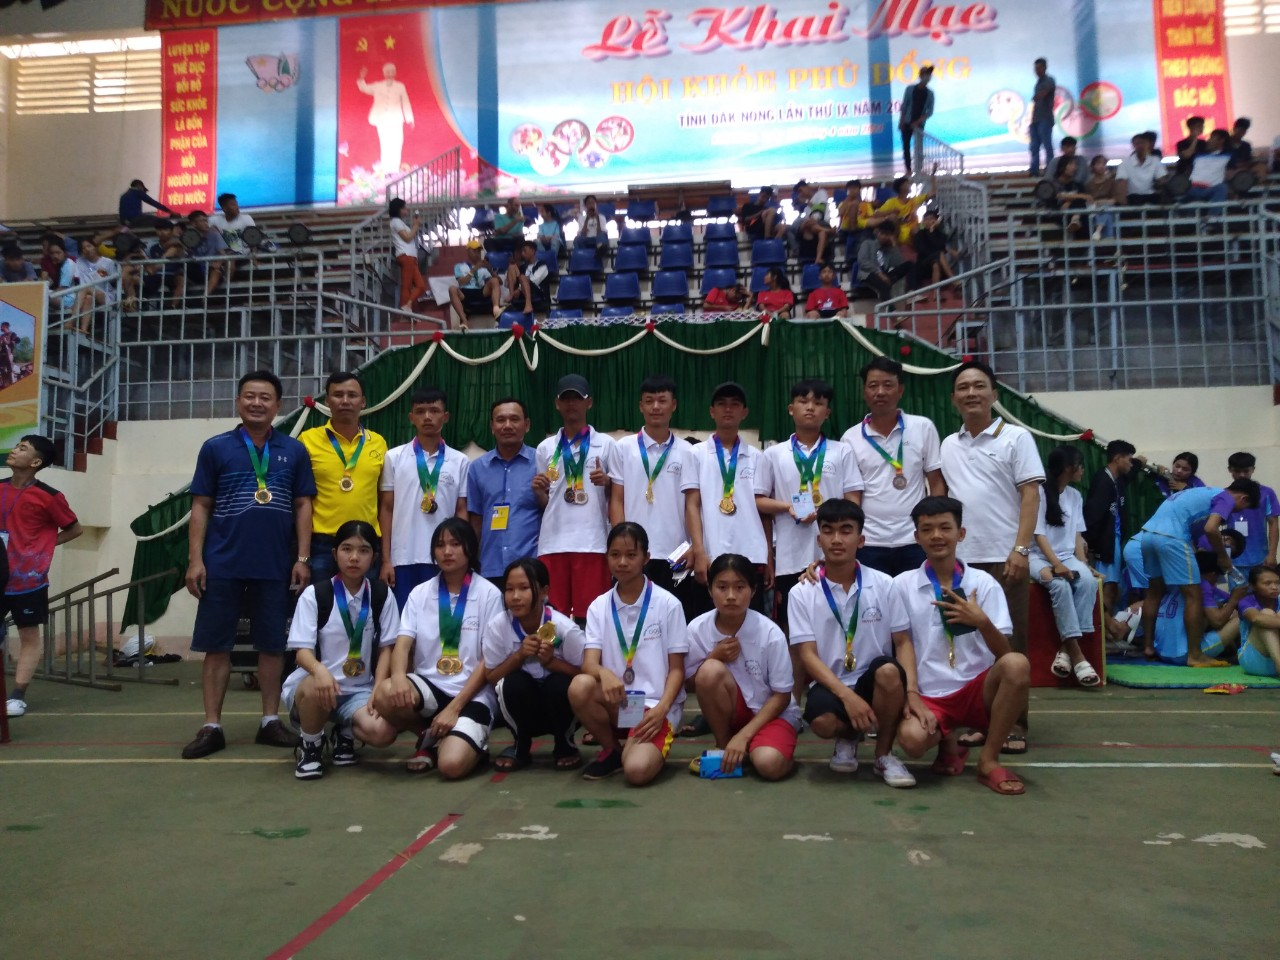 NƯỚC CỘNG
Lễ Khai Mạc
HỘI KHỎE PHÙ ĐỔNG
TỈNH ĐĂK NÔNG LẦN THỨ IX NĂM 20
LUYỆN TẬP
THỂ DỤC
BỒI BỔ
SỨC KHỎE
LÀ BỔN
PHẬN CỦA
MỖI
NGƯỜI DÂN
YÊU NƯỚC
RÈN LUYỆN
THÂN THỂ
THEO GƯƠNG
BÁC HỒ